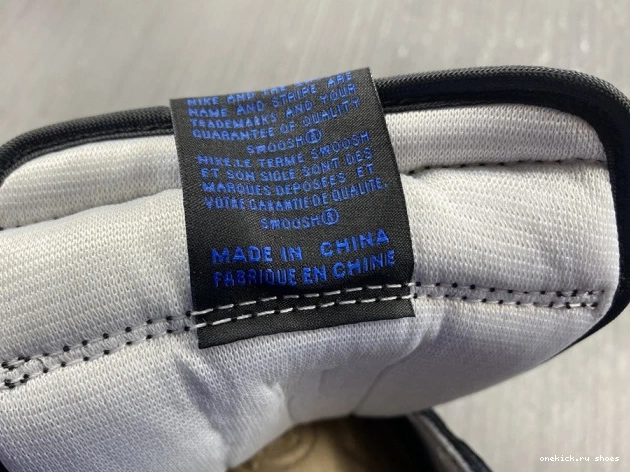 NIKE AND THE ARE
NAME AND STRIPE ARE
TRADEMARKS AND YOUR
GUARANTEE OF QUALITY
SWOOSH®
NIKE,LE TERME SWOOSH
ET SON SIGLE SONT DES
MARQUES DEPOSÉES ET
VOTRE GARANTIE DE QUALITE.
SWOOSH®
MADE IN CHINA
FABRIQUE EN CHINE
onekick.ru shoes